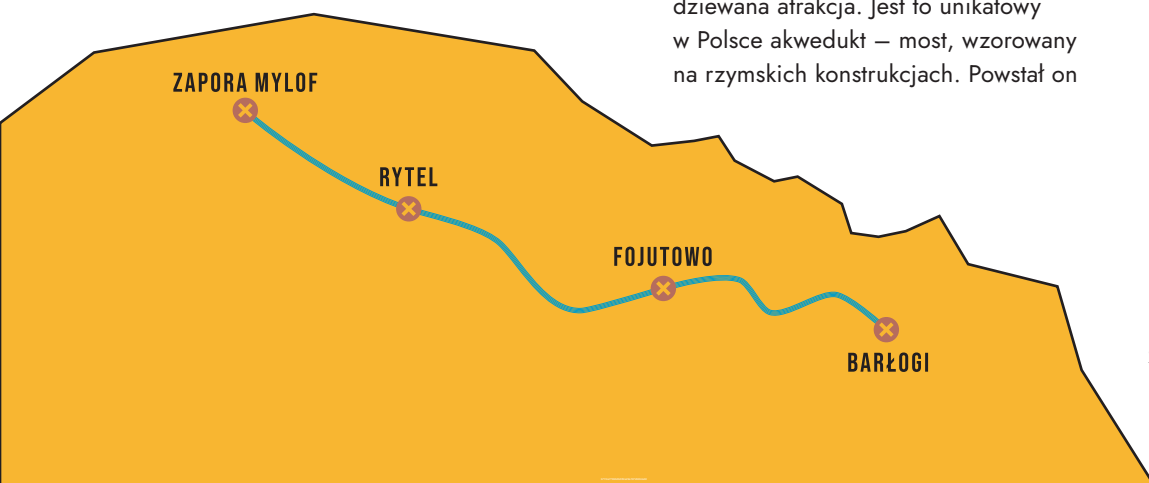 dziewana atrakcja. Jest to unikatowy
w Polsce akwedukt – most, wzorowany
na rzymskich konstrukcjach. Powstał on
ZAPORA MYLOF
RYTEL
FOJUTOWO
BARŁOGI